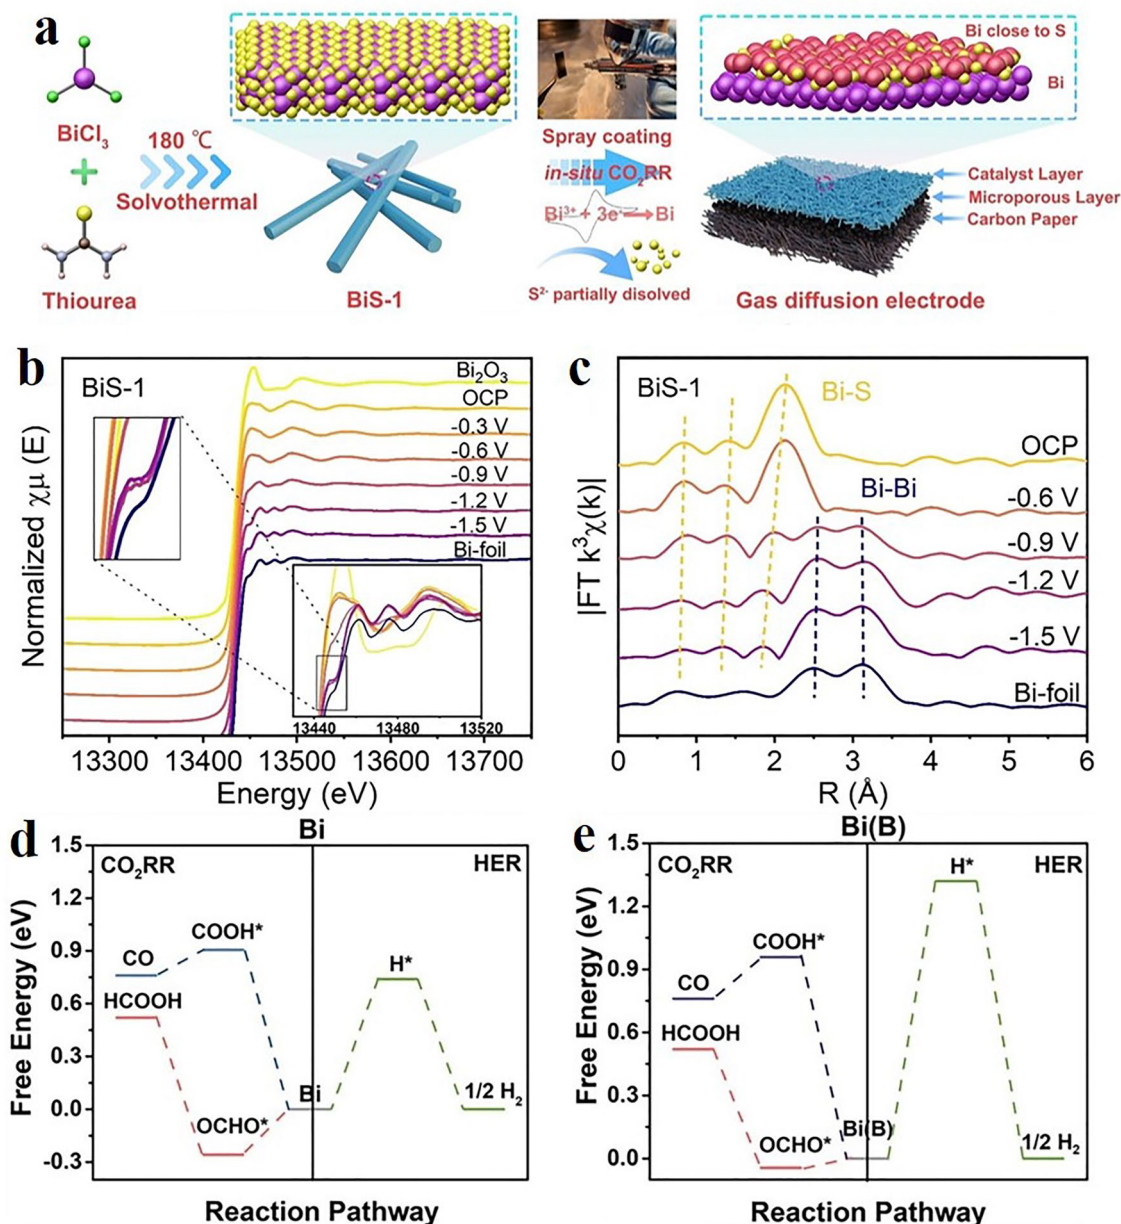 a
BiCl3
+
Thiourea
180 ℃
Solvothermal
BiS-1
Spray coating
in-situ CO2RR
Bi3+ + 3e- Bi
S2- partially disolved
Bi close to S
Bi
Catalyst Layer
Microporous Layer
Carbon Paper
Gas diffusion electrode
b
BiS-1
Bi2O3
OCP
-0.3 V
-0.6 V
-0.9 V
-1.2 V
-1.5 V
Bi-foil
13440 13480 13520
Normalized χμ (E)
13300 13400 13500 13600 13700
Energy (eV)
c
BiS-1
Bi-S
Bi-Bi
OCP
-0.6 V
-0.9 V
-1.2 V
-1.5 V
Bi-foil
|FT k3χ(k)|
0 1 2 3 4 5 6
R (Å)
d
Bi
CO2RR
HER
1.5
1.2
0.9
0.6
0.3
0.0
-0.3
Free Energy (eV)
CO
COOH*
HCOOH
OCHO*
Bi
H*
1/2 H2
Reaction Pathway
e
Bi(B)
CO2RR
HER
1.5
1.2
0.9
0.6
0.3
0.0
Free Energy (eV)
CO
COOH*
HCOOH
OCHO*
Bi(B)
H*
1/2 H2
Reaction Pathway